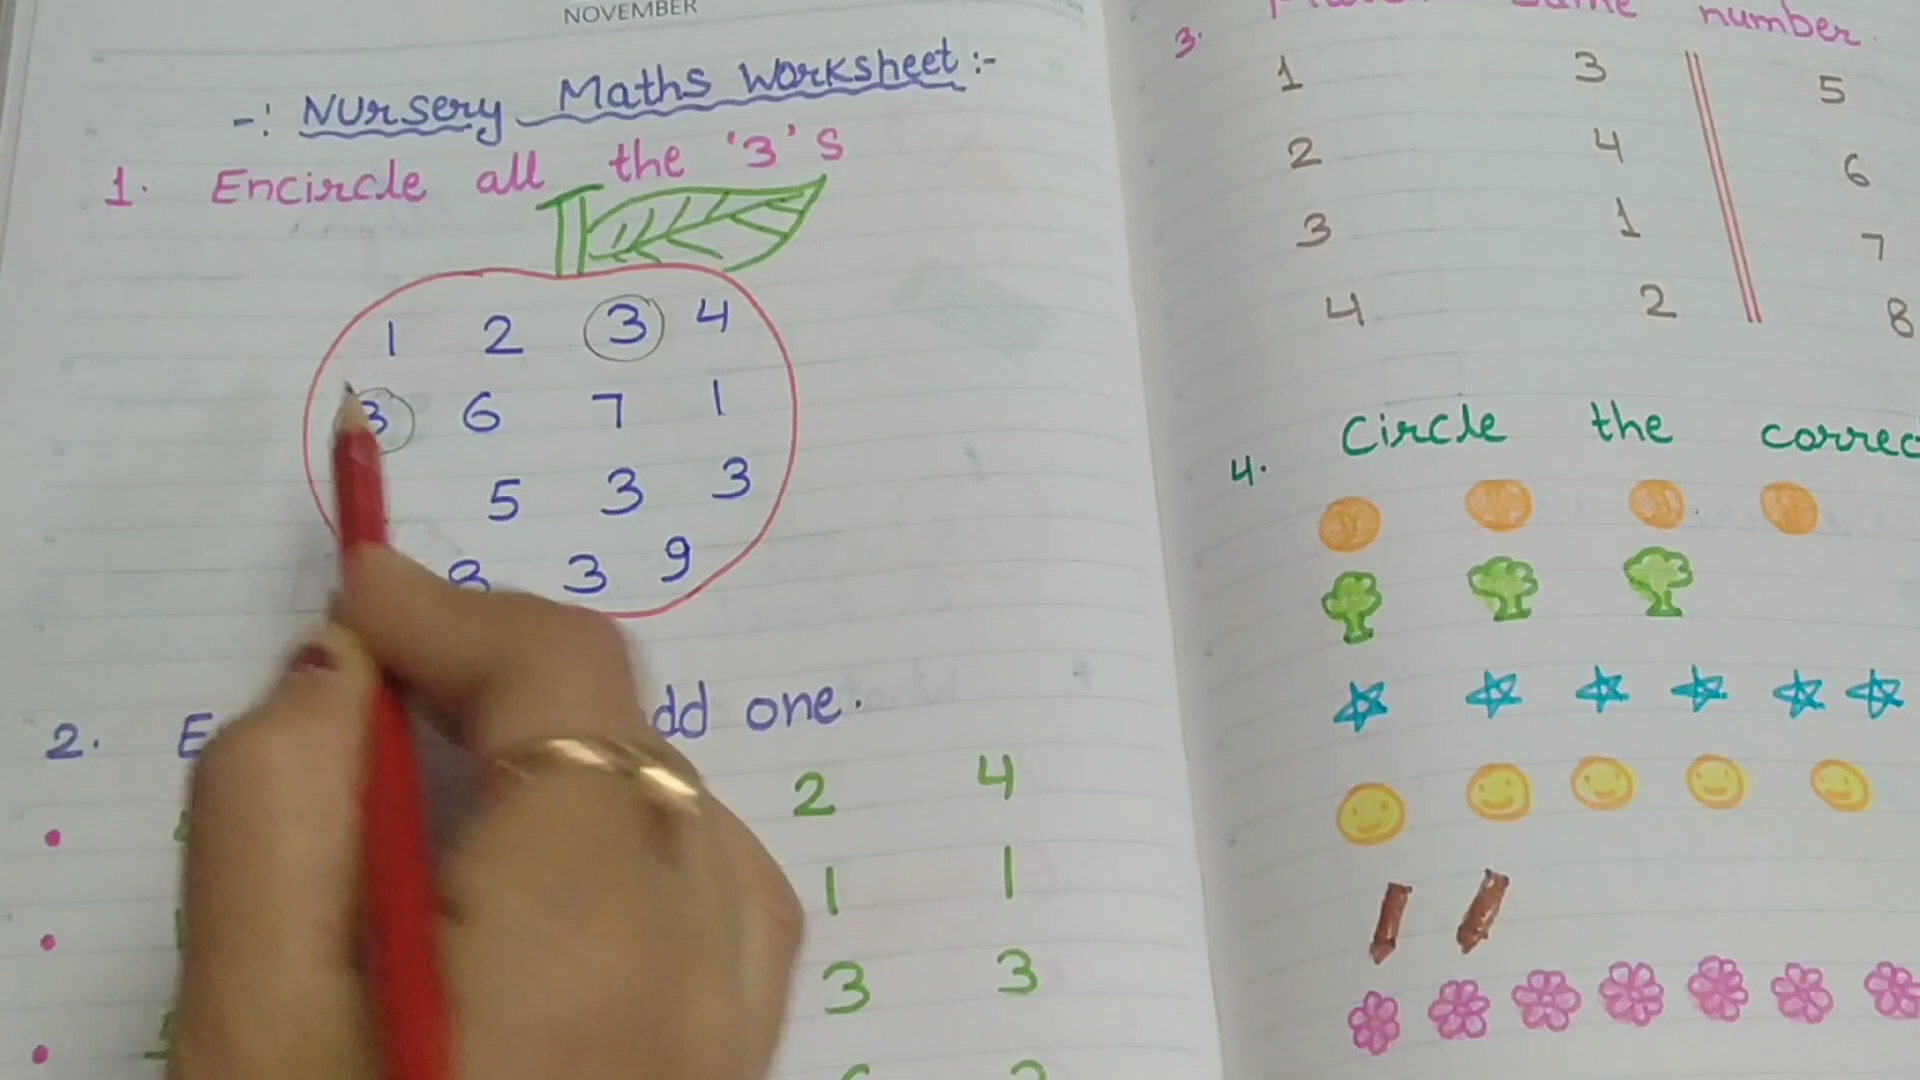 NOVEMBER
-: Nursery Maths Worksheet :-
1. Encircle all the '3's
1 2 3 4
3 6 7 1
5 3 3
8 3 9
2. one.
2 4
1 1
3 3
3. same number.
1 3 5
2 4 6
3 1 7
4 2 8
4. Circle the